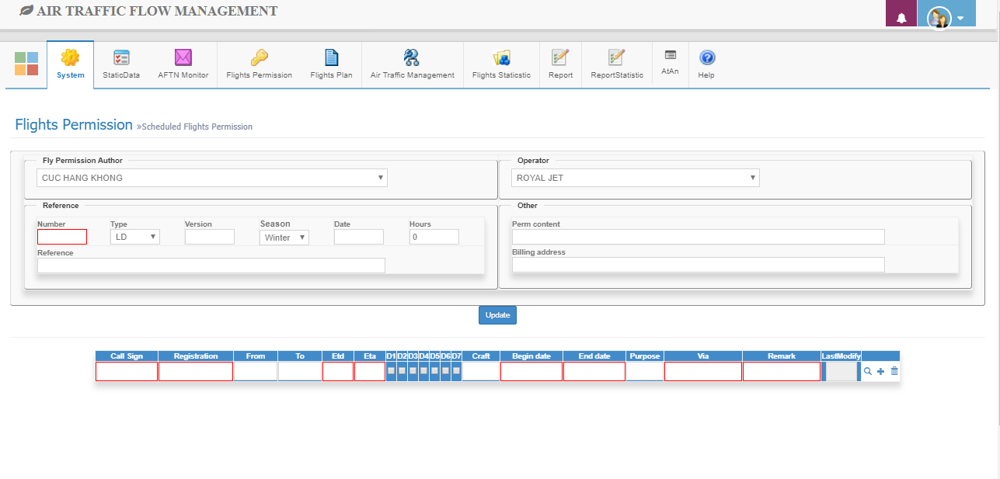 AIR TRAFFIC FLOW MANAGEMENT
System StaticData AFTN Monitor Flights Permission Flights Plan Air Traffic Management Flights Staticstic Report ReportStatistic AtAn Help
Flights Permission »Scheduled Flights Permission
Fly Permission Author Operator
CUC HANG KHONG ROYAL JET
Reference Other
Number Type Version Season Date Hours Perm content
LD Winter 0
Reference Billing address
Update
Call Sign Registration From To Etd Eta D1 D2 D3 D4 D5 D6 D7 Craft Begin date End date Purpose Via Remark LastModify